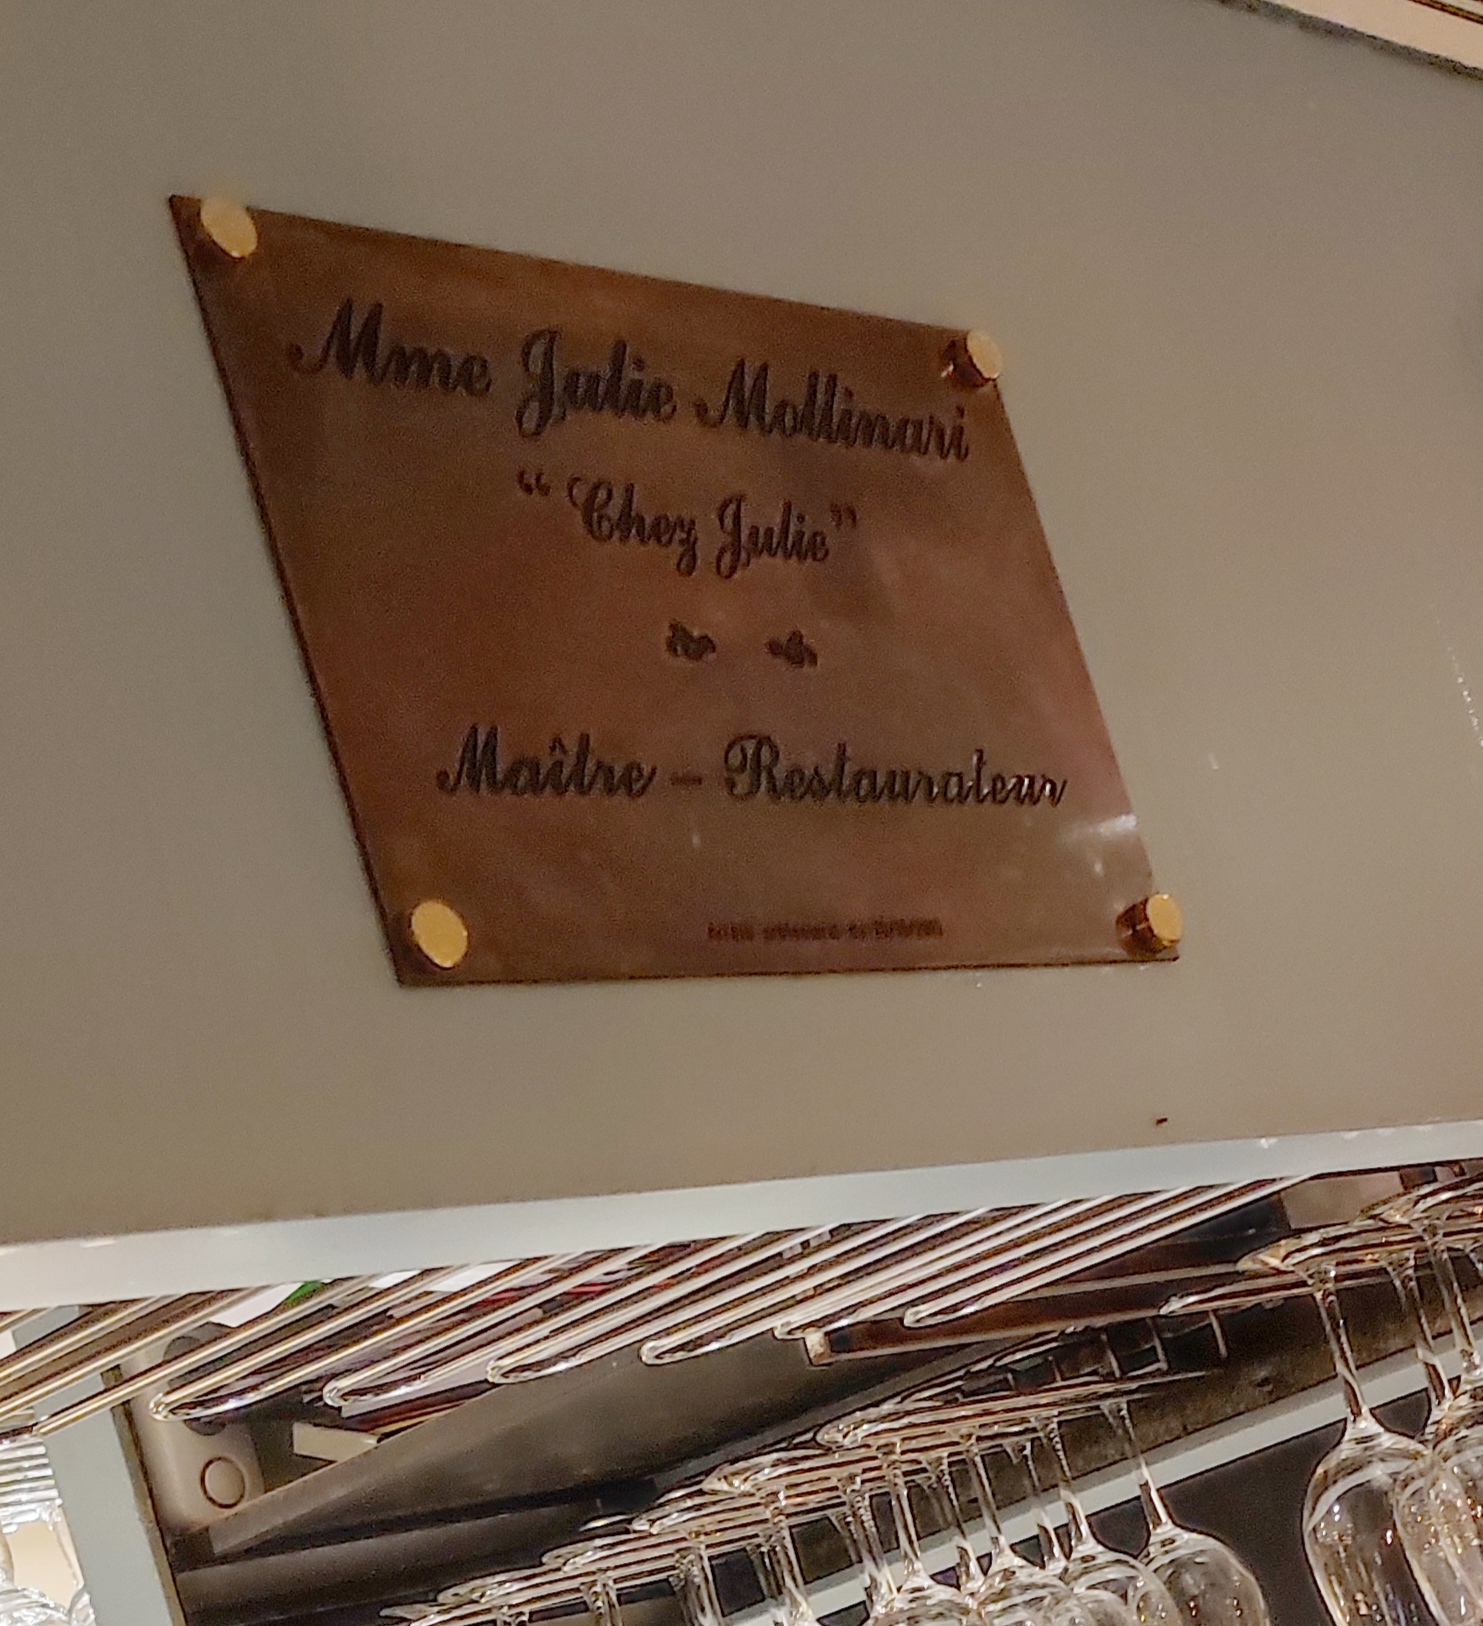 Mme Julie Mollinari
“Chez Julie”
Maître - Restaurateur